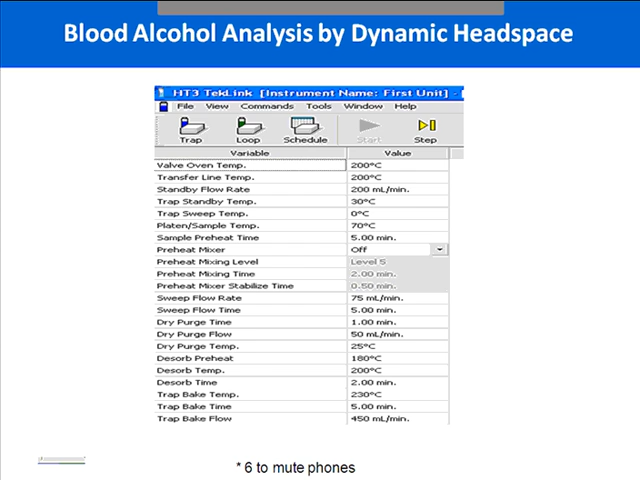 Blood Alcohol Analysis by Dynamic Headspace
HT3 TekLink [Instrument Name: First Unit] -
File View Commands Tools Window Help
Trap Loop Schedule Start Step
Variable Value
Valve Oven Temp. 200°C
Transfer Line Temp. 200°C
Standby Flow Rate 200 mL/min.
Trap Standby Temp. 30°C
Trap Sweep Temp. 0°C
Platen/Sample Temp. 70°C
Sample Preheat Time 5.00 min.
Preheat Mixer Off
Preheat Mixing Level Level 5
Preheat Mixing Time 2.00 min.
Preheat Mixer Stabilize Time 0.50 min.
Sweep Flow Rate 75 mL/min.
Sweep Flow Time 5.00 min.
Dry Purge Time 1.00 min.
Dry Purge Flow 50 mL/min.
Dry Purge Temp. 25°C
Desorb Preheat 180°C
Desorb Temp. 200°C
Desorb Time 2.00 min.
Trap Bake Temp. 230°C
Trap Bake Time 5.00 min.
Trap Bake Flow 450 mL/min.
* 6 to mute phones